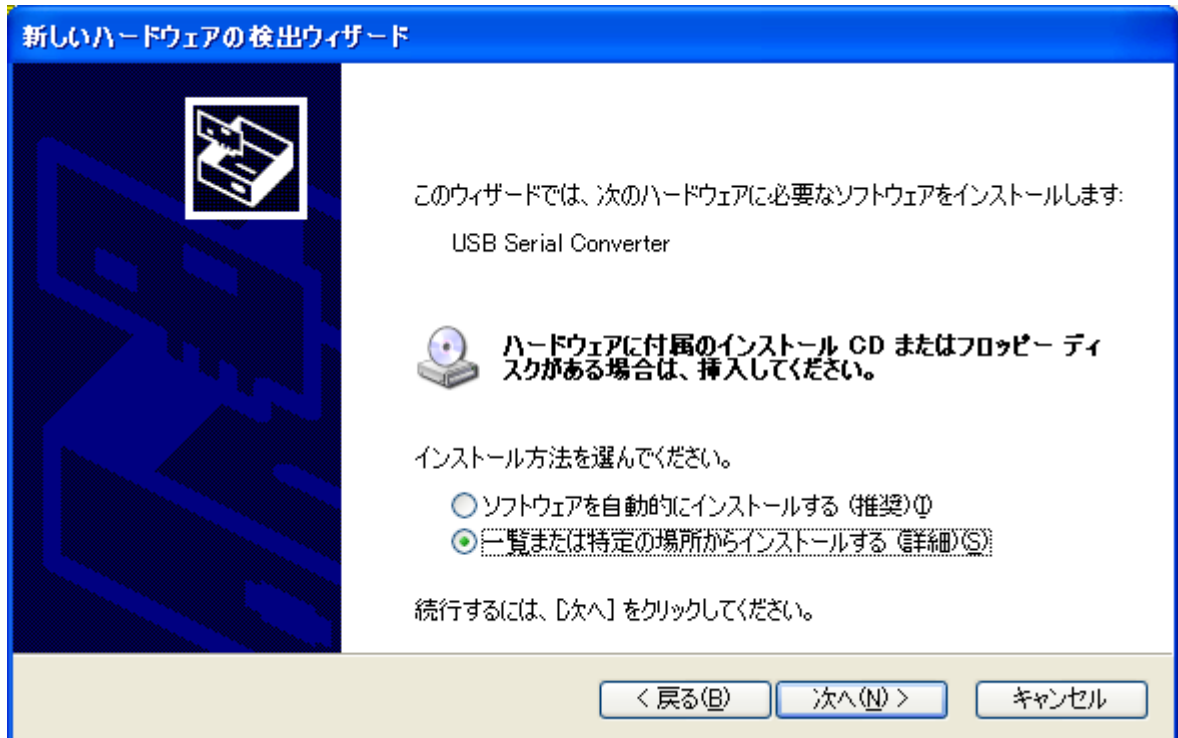 新しいハードウェアの検出ウィザード
このウィザードでは、次のハードウェアに必要なソフトウェアをインストールします:
USB Serial Converter
ハードウェアに付属のインストール CD またはフロッピー ディ
スクがある場合は、挿入してください。
インストール方法を選んでください。
ソフトウェアを自動的にインストールする (推奨)(I)
一覧または特定の場所からインストールする (詳細)(S)
続行するには、[次へ] をクリックしてください。
< 戻る(B) 次へ(N) > キャンセル